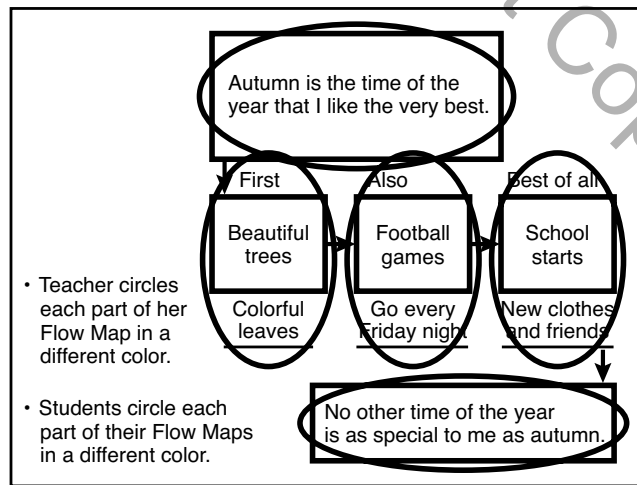 Autumn is the time of the
year that I like the very best.
First
Also
Best of all
Beautiful
trees
Football
games
School
starts
Colorful
leaves
Go every
Friday night
New clothes
and friends
• Teacher circles
each part of her
Flow Map in a
different color.
• Students circle each
part of their Flow Maps
in a different color.
No other time of the year
is as special to me as autumn.